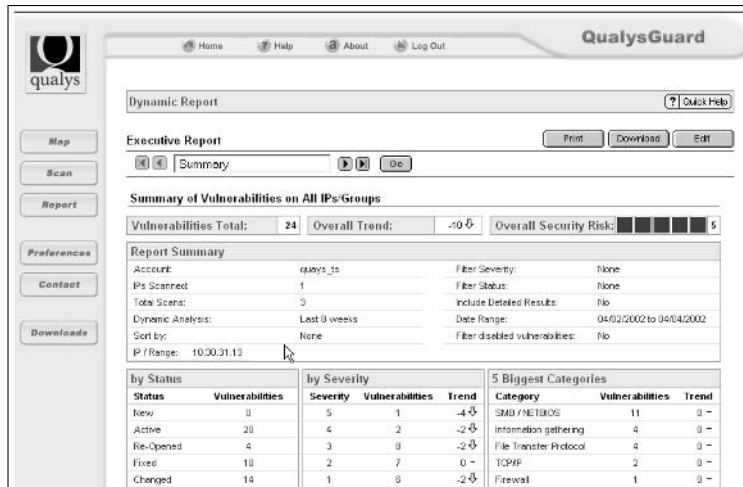 qualys
Home
? Help
a About
Log Out
QualysGuard
Dynamic Report
? Quick Help
Map
Scan
Report
Preferences
Contact
Downloads
Executive Report
Print
Download
Edit
Summary
Go
Summary of Vulnerabilities on All IPs/Groups
Vulnerabilities Total: 24
Overall Trend: -10
Overall Security Risk: 5
Report Summary
Account: quays_ts
Filter Severity: None
IPs Scanned: 1
Filter Status: None
Total Scans: 3
Include Detailed Results: No
Dynamic Analysis: Last 8 weeks
Date Range: 04/02/2002 to 04/04/2002
Sort by: None
Filter disabled vulnerabilities: No
IP / Range: 10.30.31.13
by Status
Status Vulnerabilities
New 0
Active 20
Re-Opened 4
Fixed 10
Changed 14
by Severity
Severity Vulnerabilities Trend
5 1 -4
4 2 -2
3 8 -2
2 7 0 -
1 6 -2
5 Biggest Categories
Category Vulnerabilities Trend
SMB / NETBIOS 11 0 -
Information gathering 4 0 -
File Transfer Protocol 4 0 -
TCP/IP 2 0 -
Firewall 1 0 -